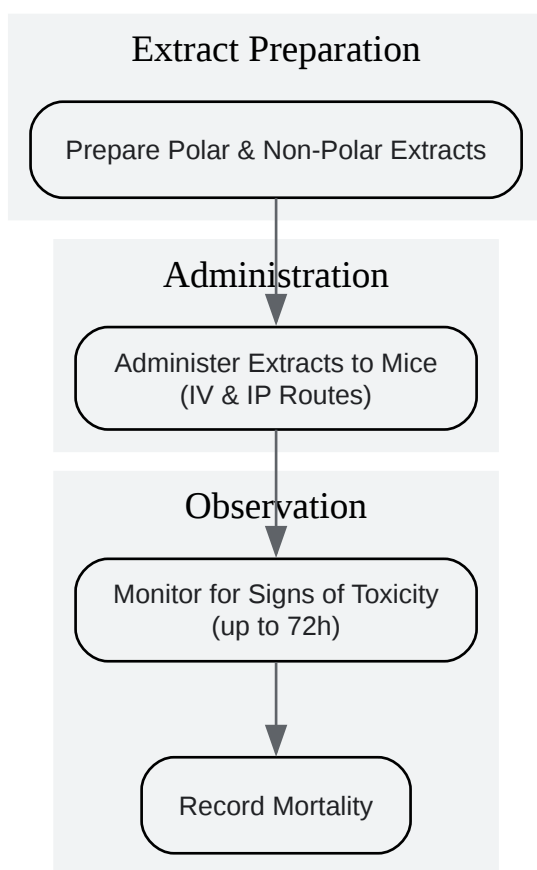 Extract Preparation
Prepare Polar & Non-Polar Extracts
Administration
Administer Extracts to Mice
(IV & IP Routes)
Observation
Monitor for Signs of Toxicity
(up to 72h)
Record Mortality